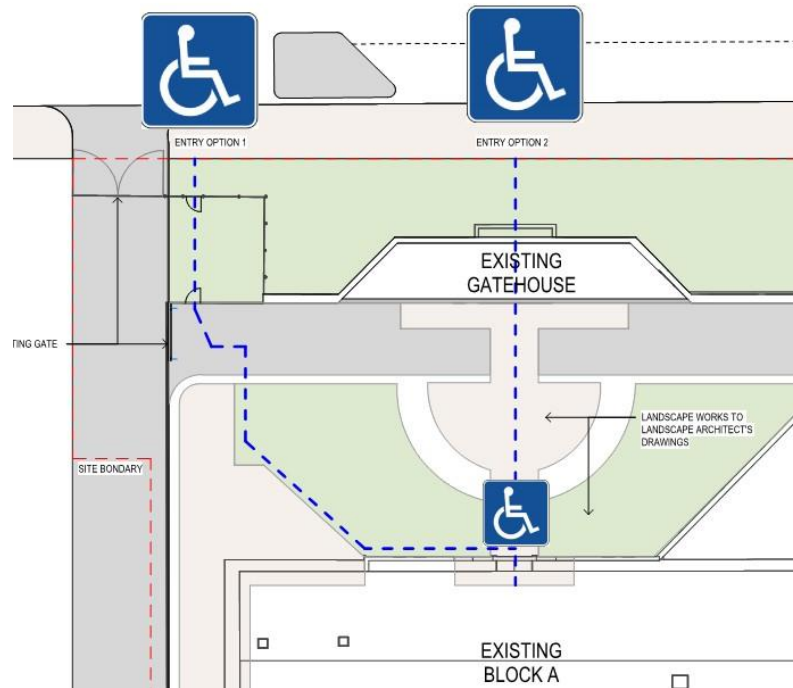 ENTRY OPTION 1
ENTRY OPTION 2
EXISTING
GATEHOUSE
TING GATE
LANDSCAPE WORKS TO
LANDSCAPE ARCHITECT'S
DRAWINGS
SITE BONDARY
EXISTING
BLOCK A